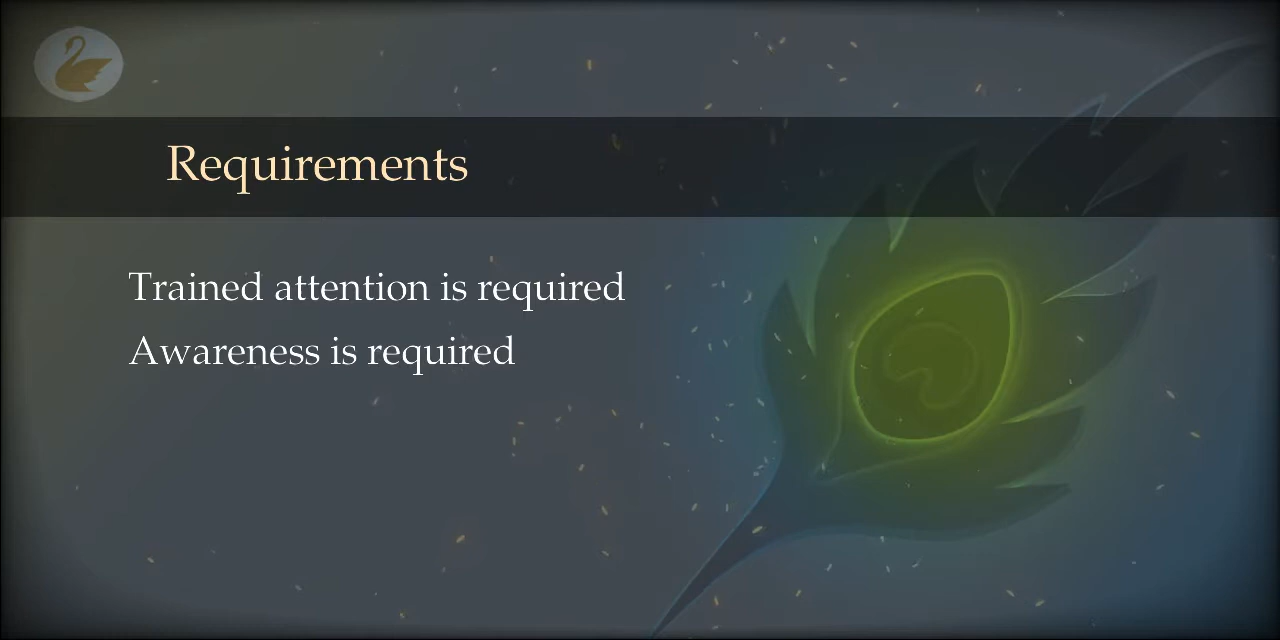 Requirements
Trained attention is required
Awareness is required